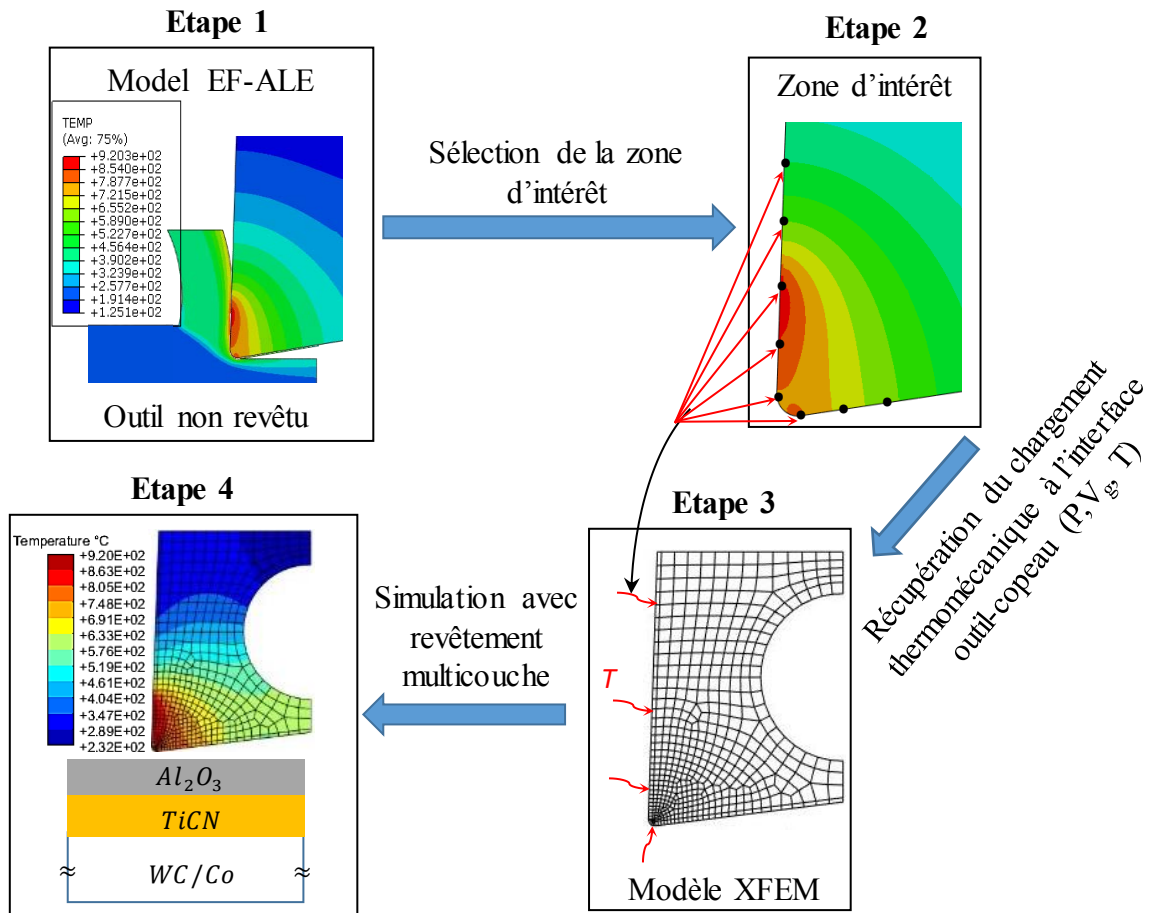 Etape 1
Model EF-ALE
TEMP
(Avg: 75%)
+9.203e+02
+8.540e+02
+7.877e+02
+7.215e+02
+6.552e+02
+5.890e+02
+5.227e+02
+4.564e+02
+3.902e+02
+3.239e+02
+2.577e+02
+1.914e+02
+1.251e+02
Outil non revêtu
Sélection de la zone
d'intérêt
Etape 2
Zone d'intérêt
Récupération du chargement
thermomécanique à l'interface
outil-copeau (P,Vg, T)
Etape 3
T
Modèle XFEM
Simulation avec
revêtement
multicouche
Etape 4
Temperature °C
+9.20E+02
+8.63E+02
+8.05E+02
+7.48E+02
+6.91E+02
+6.33E+02
+5.76E+02
+5.19E+02
+4.61E+02
+4.04E+02
+3.47E+02
+2.89E+02
+2.32E+02
Al₂O₃
TiCN
≈ WC/Co ≈